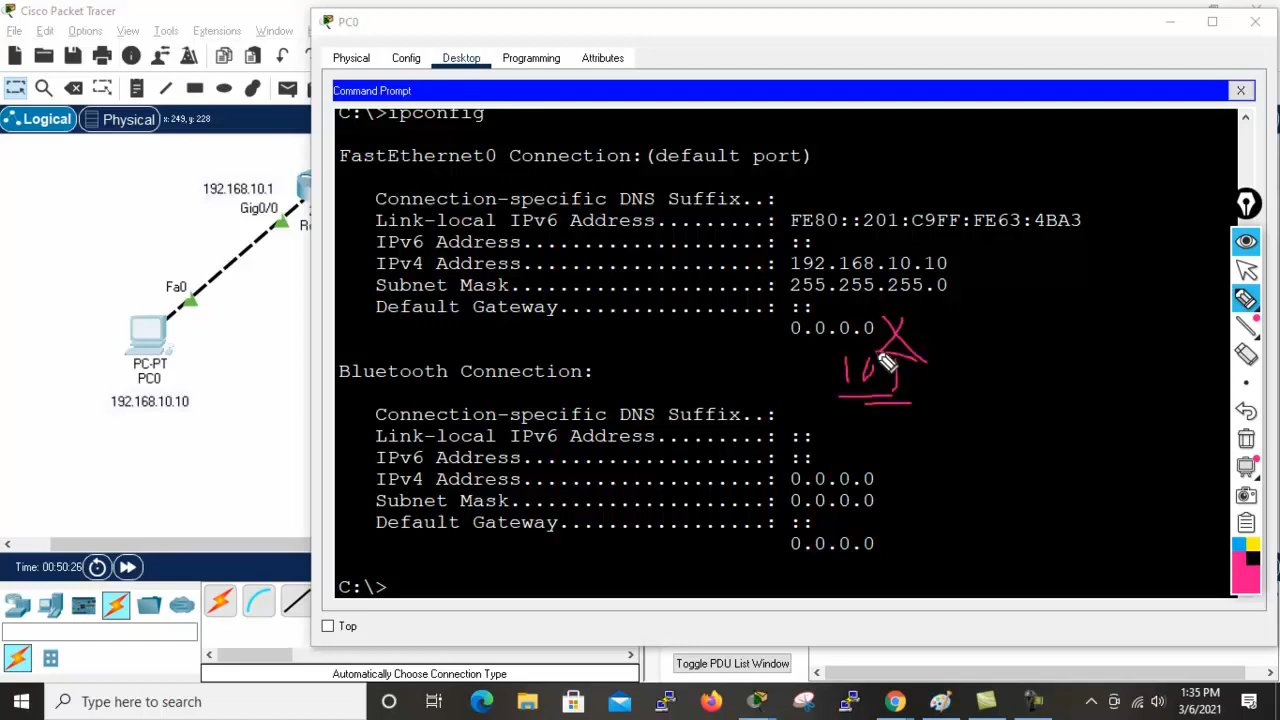 Cisco Packet Tracer
File Edit Options View Tools Extensions Window
Logical
Physical
x: 249, y: 228
192.168.10.1
Gig0/0
Fa0
PC-PT
PC0
192.168.10.10
Time: 00:50:26
PC0
Physical Config Desktop Programming Attributes
Command Prompt X
C:\>ipconfig
FastEthernet0 Connection:(default port)
Connection-specific DNS Suffix..:
Link-local IPv6 Address.........: FE80::201:C9FF:FE63:4BA3
IPv6 Address....................: ::
IPv4 Address....................: 192.168.10.10
Subnet Mask.....................: 255.255.255.0
Default Gateway.................: ::
0.0.0.0
Bluetooth Connection:
Connection-specific DNS Suffix..:
Link-local IPv6 Address.........: ::
IPv6 Address....................: ::
IPv4 Address....................: 0.0.0.0
Subnet Mask.....................: 0.0.0.0
Default Gateway.................: ::
0.0.0.0
C:\>
Top
Automatically Choose Connection Type
Toggle PDU List Window
Type here to search
1:35 PM
3/6/2021